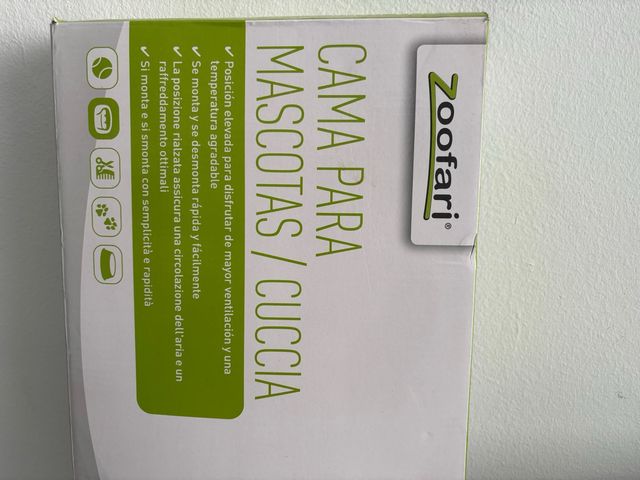 Zoofari®
CAMA PARA
MASCOTAS / CUCCIA
✔ Posición elevada para disfrutar de mayor ventilación y una
temperatura agradable
✔ Se monta y se desmonta rápida y fácilmente
✔ La posizione rialzata assicura una circolazione dell'aria e un
raffreddamento ottimali
✔ Si monta e si smonta con semplicità e rapidità